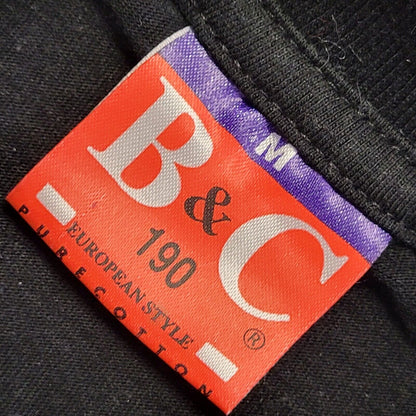 M
B&C
190
®
EUROPEAN STYLE
PURE COTTON